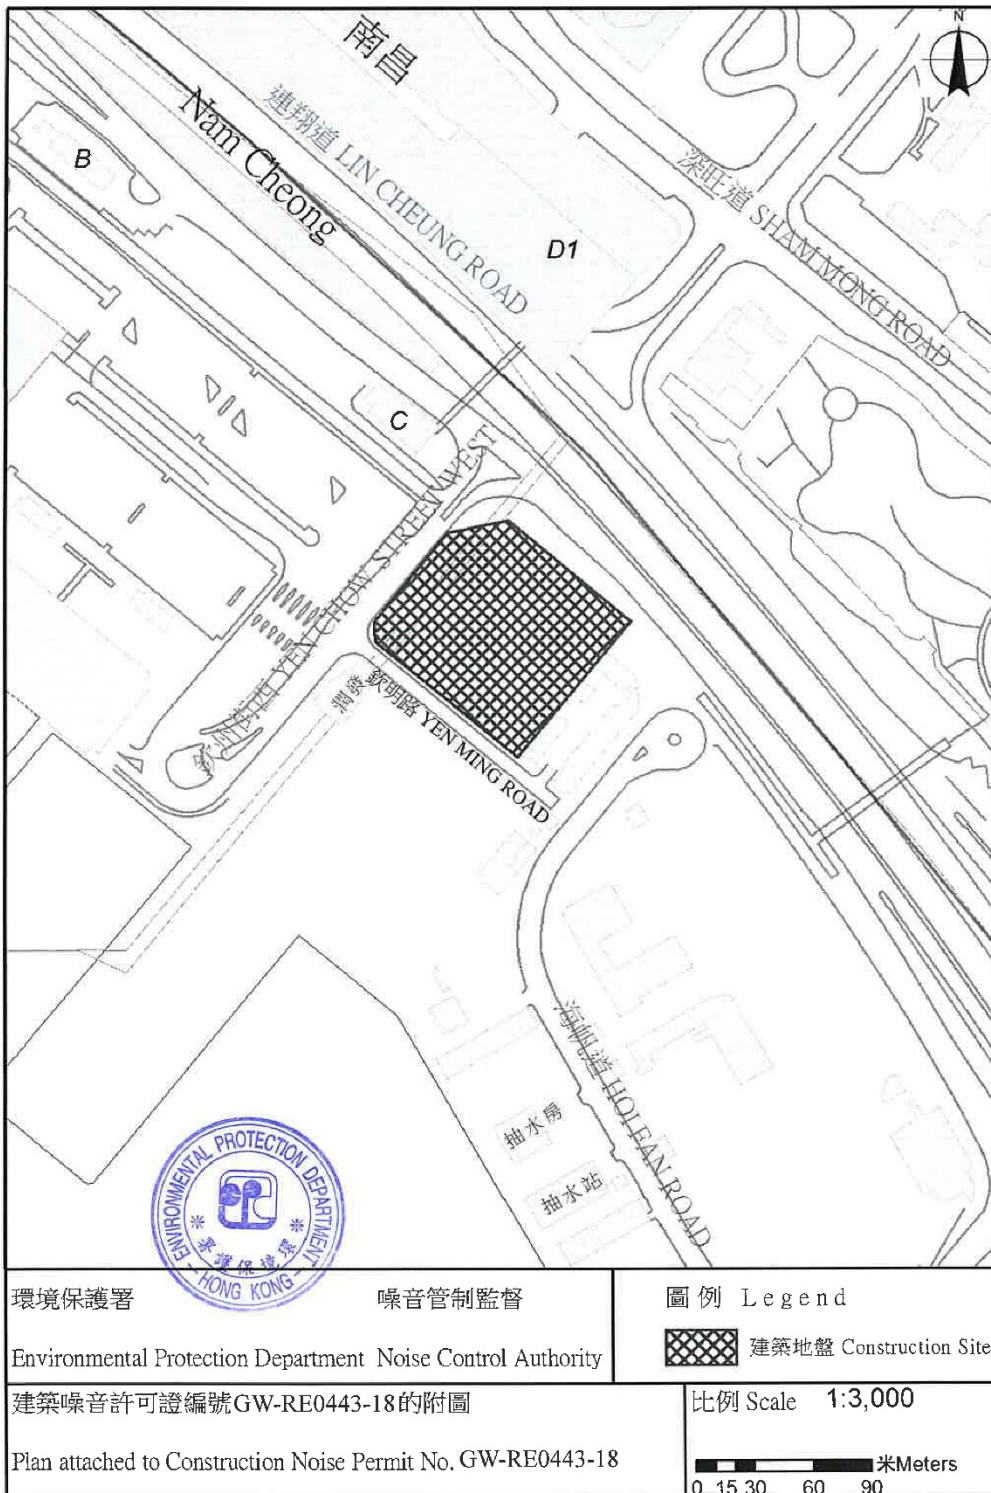 N
南昌
Nam Cheong
連翔道 LIN CHEUNG ROAD
深旺道 SHAM MONG ROAD
B
D1
C
欽州街西 YEN CHOW STREET WEST
欽明路 YEN MING ROAD
海帆道 HOI FAN ROAD
抽水房
抽水站
ENVIRONMENTAL PROTECTION DEPARTMENT
環境保護署
HONG KONG
環境保護署 噪音管制監督
Environmental Protection Department Noise Control Authority
圖例 Legend
建築地盤 Construction Site
建築噪音許可證編號GW-RE0443-18的附圖
Plan attached to Construction Noise Permit No. GW-RE0443-18
比例 Scale 1:3,000
米Meters
0 15 30 60 90